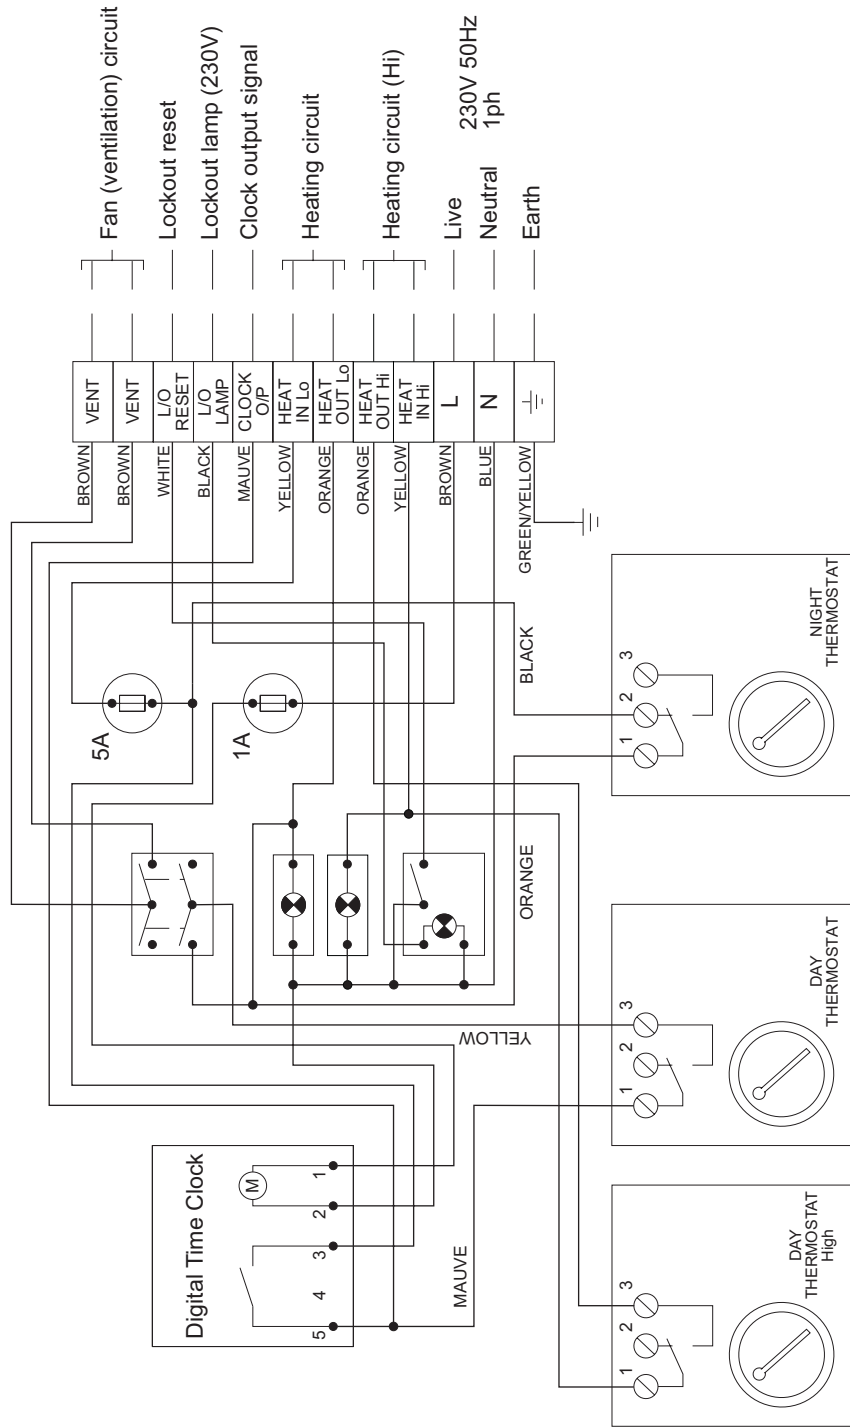 Fan (ventilation) circuit
Lockout reset
Lockout lamp (230V)
Clock output signal
Heating circuit
Heating circuit (Hi)
Live
230V 50Hz
1ph
Neutral
Earth
VENT
VENT
L/O
RESET
L/O
LAMP
CLOCK
O/P
HEAT
IN Lo
HEAT
OUT Lo
HEAT
OUT Hi
HEAT
IN Hi
L
N
BROWN
BROWN
WHITE
BLACK
MAUVE
YELLOW
ORANGE
ORANGE
YELLOW
BROWN
BLUE
GREEN/YELLOW
5A
1A
BLACK
ORANGE
YELLOW
MAUVE
Digital Time Clock
M
5
4
3
2
1
1
2
3
NIGHT
THERMOSTAT
1
2
3
DAY
THERMOSTAT
1
2
3
DAY
THERMOSTAT
High